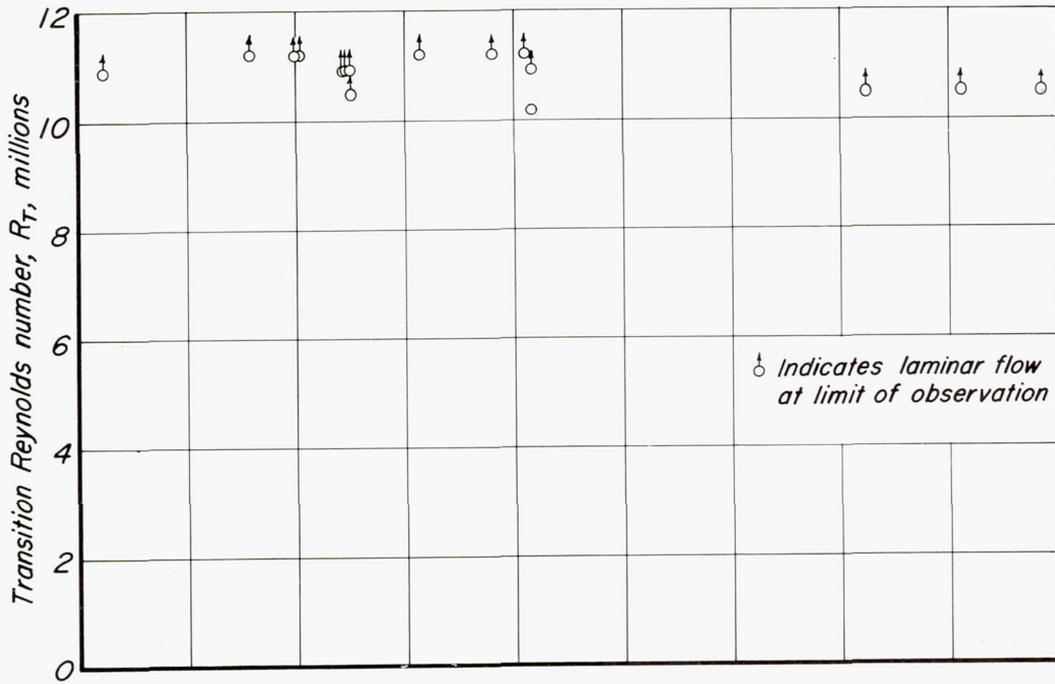 12
10
8
6
4
2
0
Transition Reynolds number, R_T, millions
Indicates laminar flow
at limit of observation